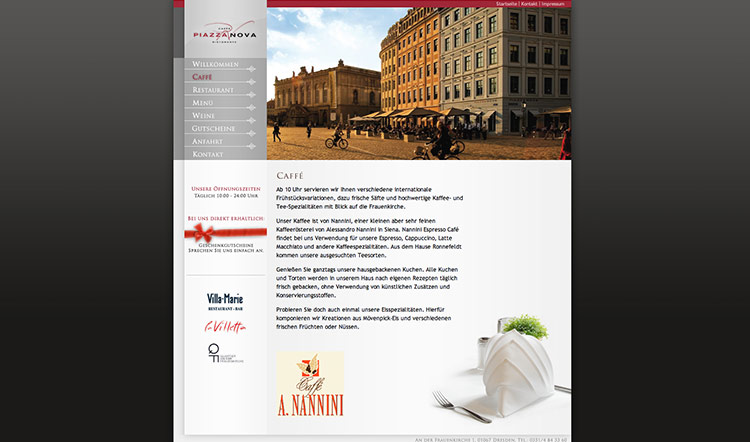 Startseite | Kontakt | Impressum
CAFFÈ
PIAZZA NOVA
RISTORANTE
WILLKOMMEN
CAFFÉ
RESTAURANT
MENÜ
WEINE
GUTSCHEINE
ANFAHRT
KONTAKT
UNSERE ÖFFNUNGSZEITEN
TÄGLICH 10:00 - 24:00 UHR
BEI UNS DIREKT ERHÄLTLICH:
GESCHENKGUTSCHEINE
SPRECHEN SIE UNS EINFACH AN.
Villa-Marie
RESTAURANT · BAR
la Villetta
CAFFÉ
Ab 10 Uhr servieren wir Ihnen verschiedene internationale
Frühstücksvariationen, dazu frische Säfte und hochwertige Kaffee- und
Tee-Spezialitäten mit Blick auf die Frauenkirche.
Unser Kaffee ist von Nannini, einer kleinen aber sehr feinen
Kaffeerösterei von Alessandro Nannini in Siena. Nannini Espresso Café
findet bei uns Verwendung für unsere Espresso, Cappuccino, Latte
Macchiato und andere Kaffeespezialitäten. Aus dem Hause Ronnefeldt
kommen unsere ausgesuchten Teesorten.
Genießen Sie ganztags unsere hausgebackenen Kuchen. Alle Kuchen
und Torten werden in unserem Haus nach eigenen Rezepten täglich
frisch gebacken, ohne Verwendung von künstlichen Zusätzen und
Konservierungsstoffen.
Probieren Sie doch auch einmal unsere Eisspezialitäten. Hierfür
komponieren wir Kreationen aus Mövenpick-Eis und verschiedenen
frischen Früchten oder Nüssen.
Caffè
A. NANNINI
AN DER FRAUENKIRCHE 1, 01067 DRESDEN, TEL: 0351/4 84 32 60